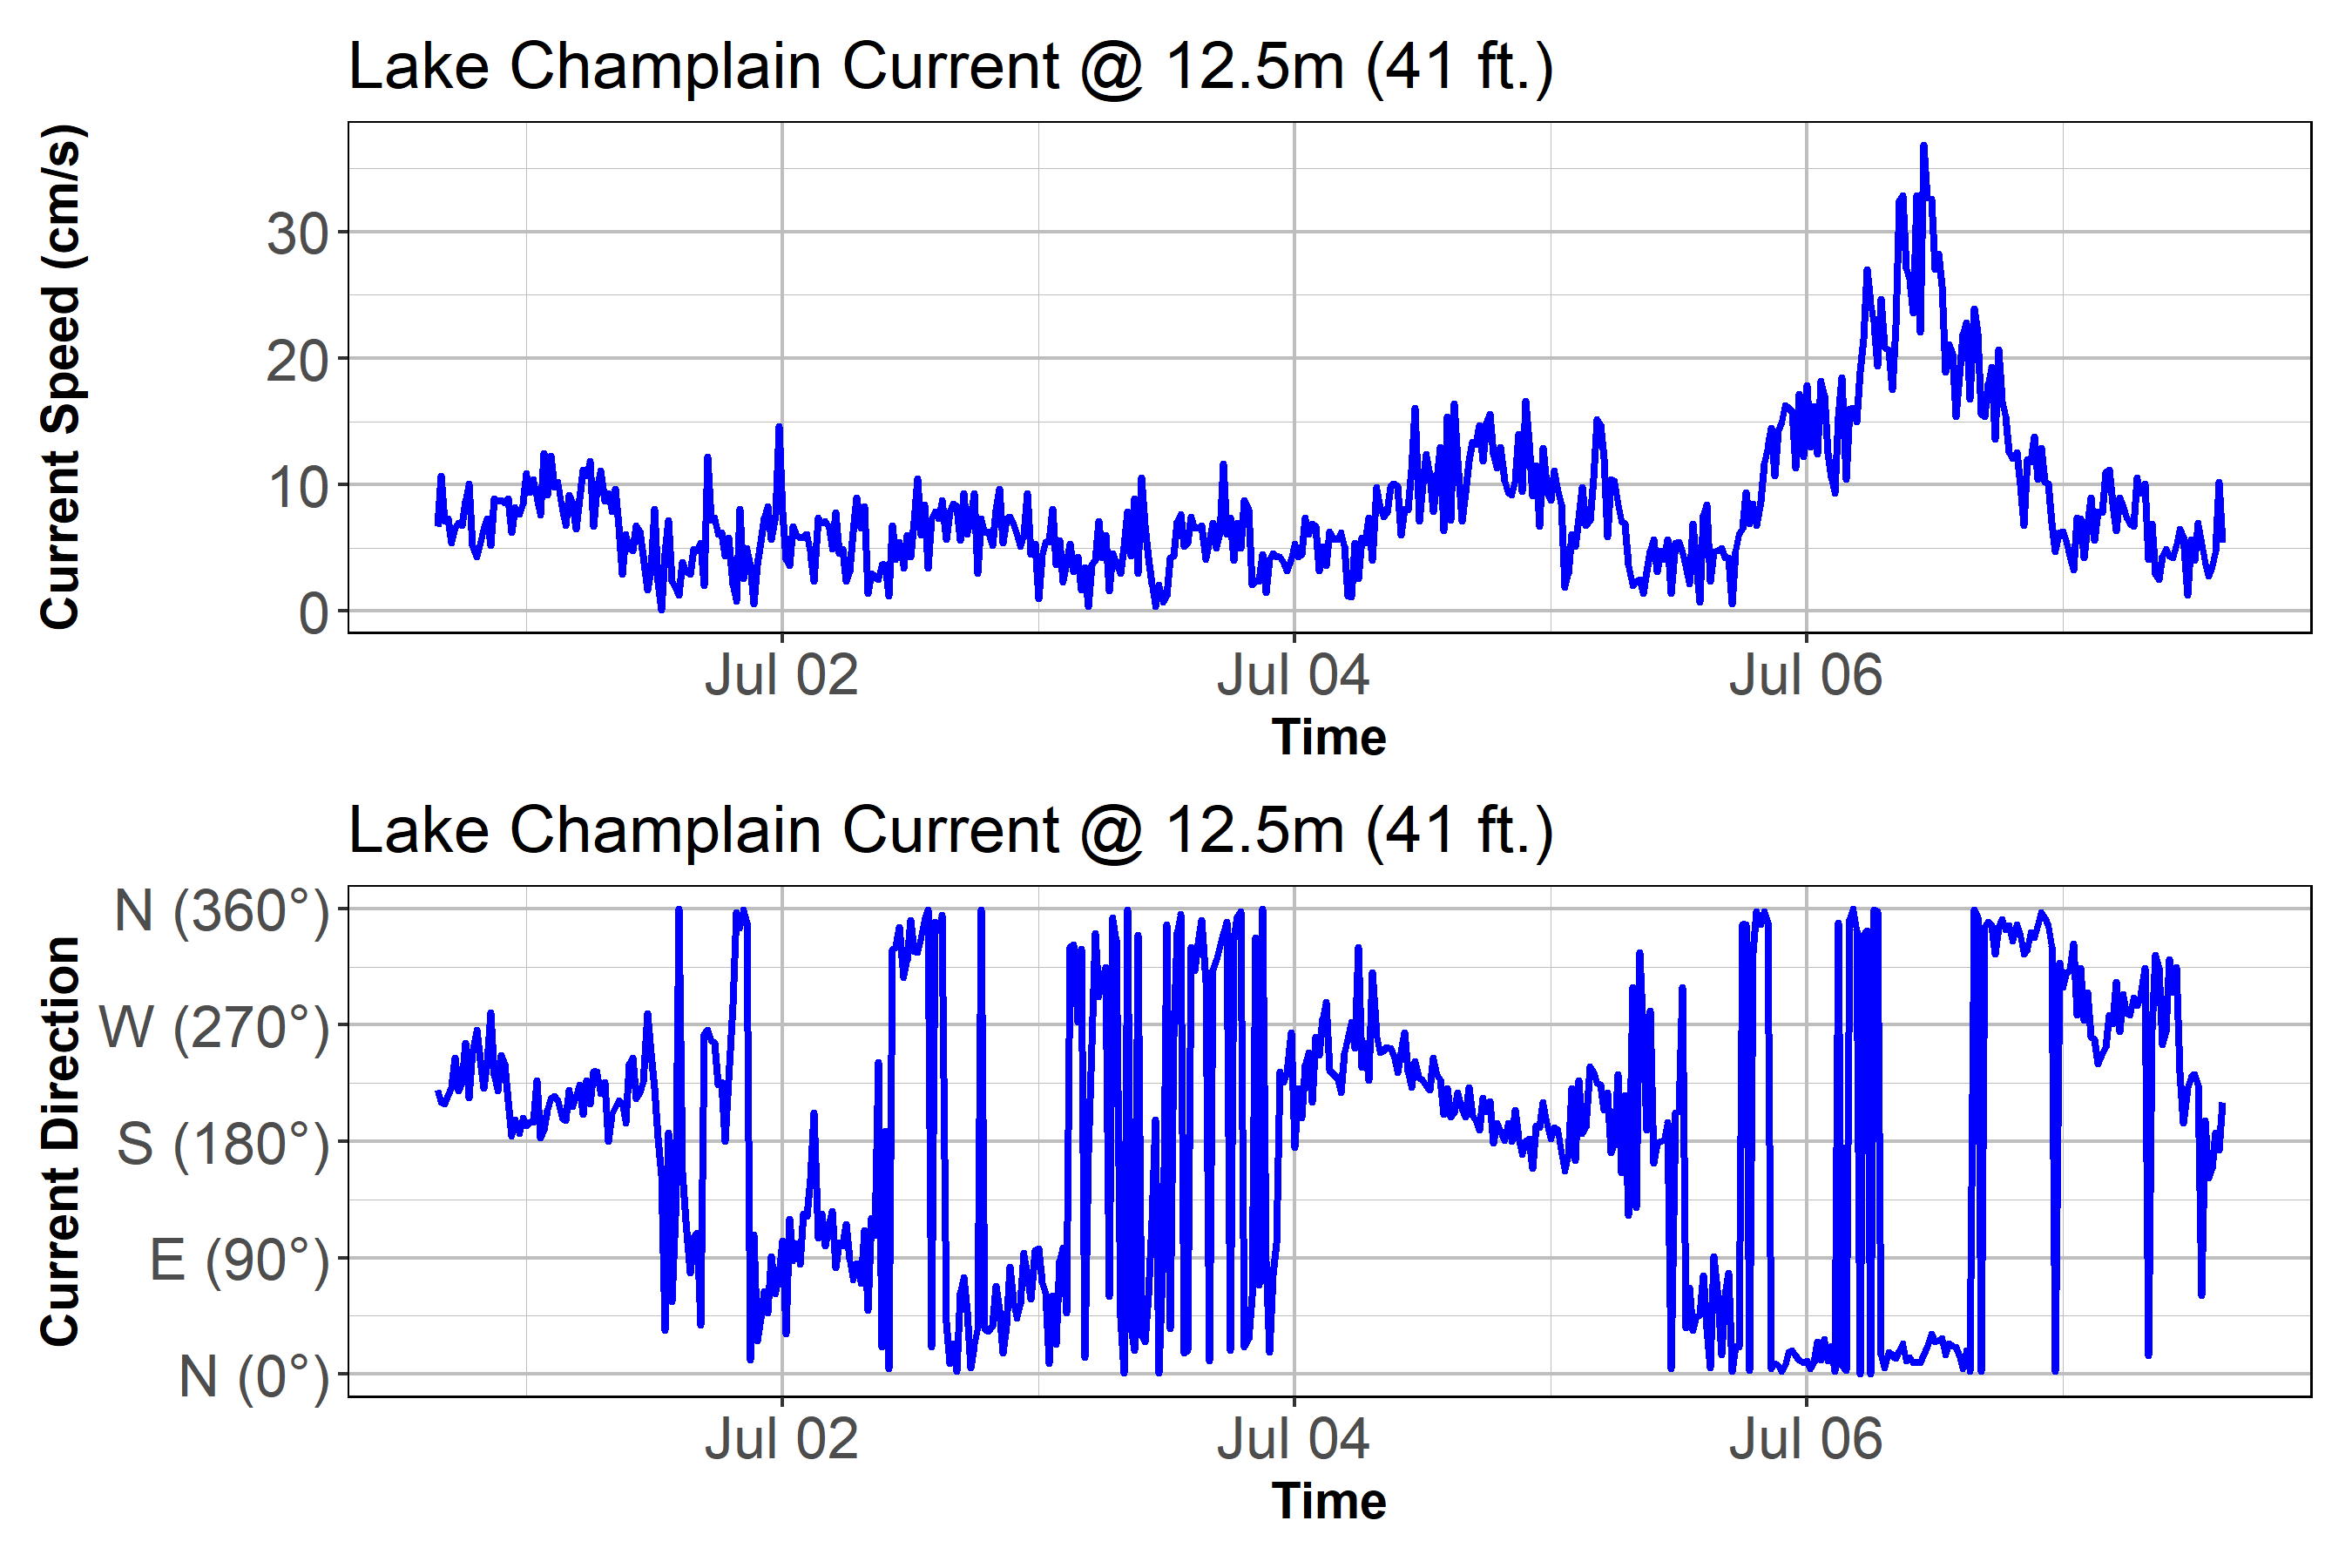 Lake Champlain Current @ 12.5m (41 ft.)
Current Speed (cm/s)
30
20
10
0
Jul 02 Jul 04 Jul 06
Time
Lake Champlain Current @ 12.5m (41 ft.)
Current Direction
N (360°)
W (270°)
S (180°)
E (90°)
N (0°)
Jul 02 Jul 04 Jul 06
Time